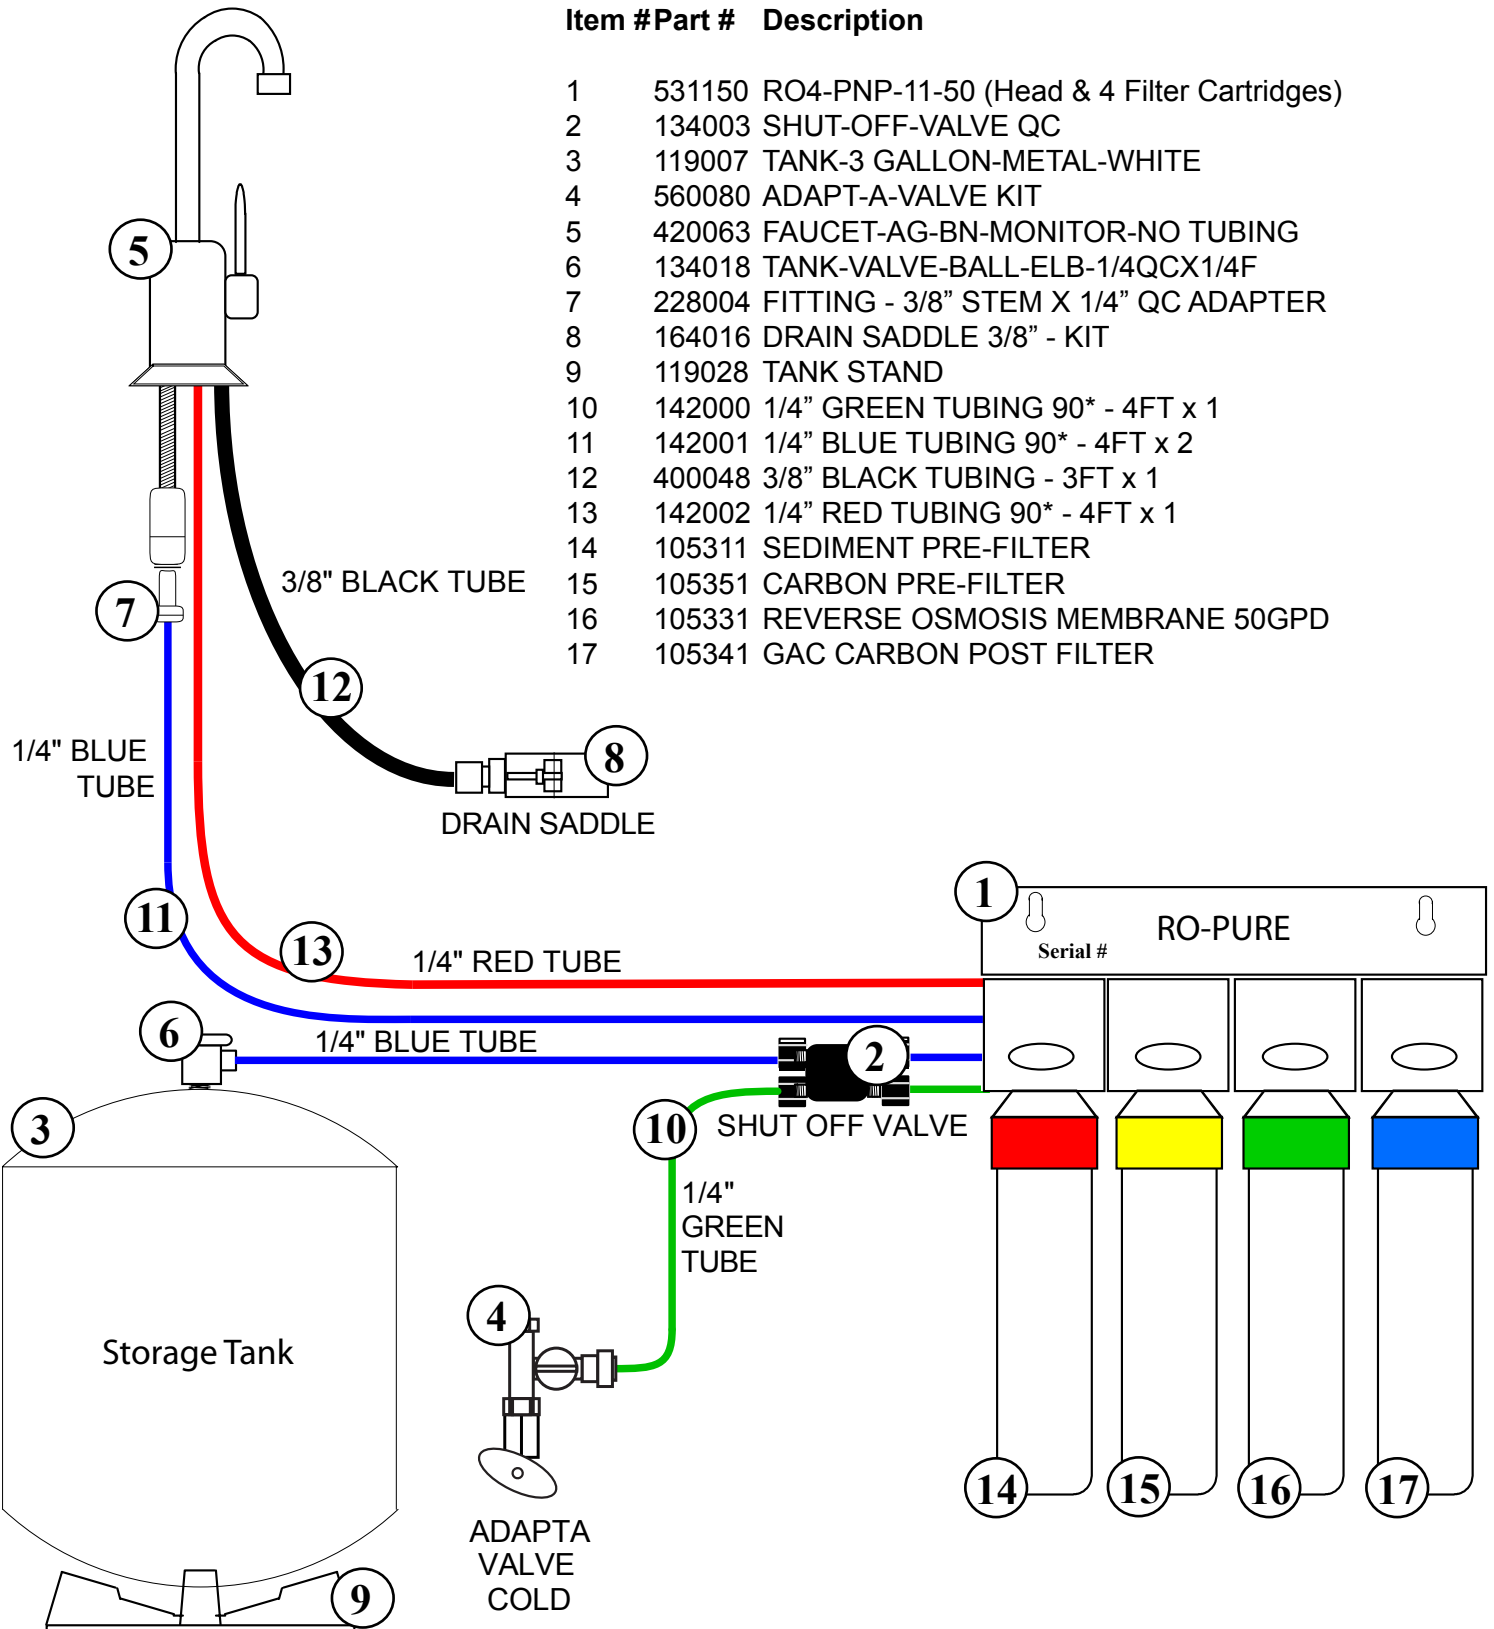 Item # Part # Description
1 531150 RO4-PNP-11-50 (Head & 4 Filter Cartridges)
2 134003 SHUT-OFF-VALVE QC
3 119007 TANK-3 GALLON-METAL-WHITE
4 560080 ADAPT-A-VALVE KIT
5 420063 FAUCET-AG-BN-MONITOR-NO TUBING
6 134018 TANK-VALVE-BALL-ELB-1/4QCX1/4F
7 228004 FITTING - 3/8” STEM X 1/4” QC ADAPTER
8 164016 DRAIN SADDLE 3/8” - KIT
9 119028 TANK STAND
10 142000 1/4” GREEN TUBING 90* - 4FT x 1
11 142001 1/4” BLUE TUBING 90* - 4FT x 2
12 400048 3/8” BLACK TUBING - 3FT x 1
13 142002 1/4” RED TUBING 90* - 4FT x 1
14 105311 SEDIMENT PRE-FILTER
15 105351 CARBON PRE-FILTER
16 105331 REVERSE OSMOSIS MEMBRANE 50GPD
17 105341 GAC CARBON POST FILTER
5
3/8" BLACK TUBE
7
12
1/4" BLUE
TUBE
8
DRAIN SADDLE
1
RO-PURE
Serial #
11
13
1/4" RED TUBE
6
1/4" BLUE TUBE
2
3
10
SHUT OFF VALVE
1/4"
GREEN
TUBE
4
Storage Tank
14
15
16
17
ADAPTA
VALVE
COLD
9